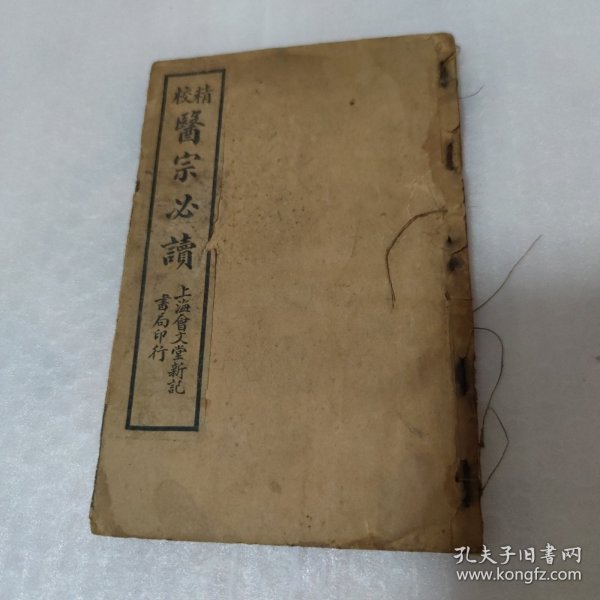 精校
醫宗必讀
上海會文堂新記
書局印行
孔夫子旧書网
www.kongfz.com